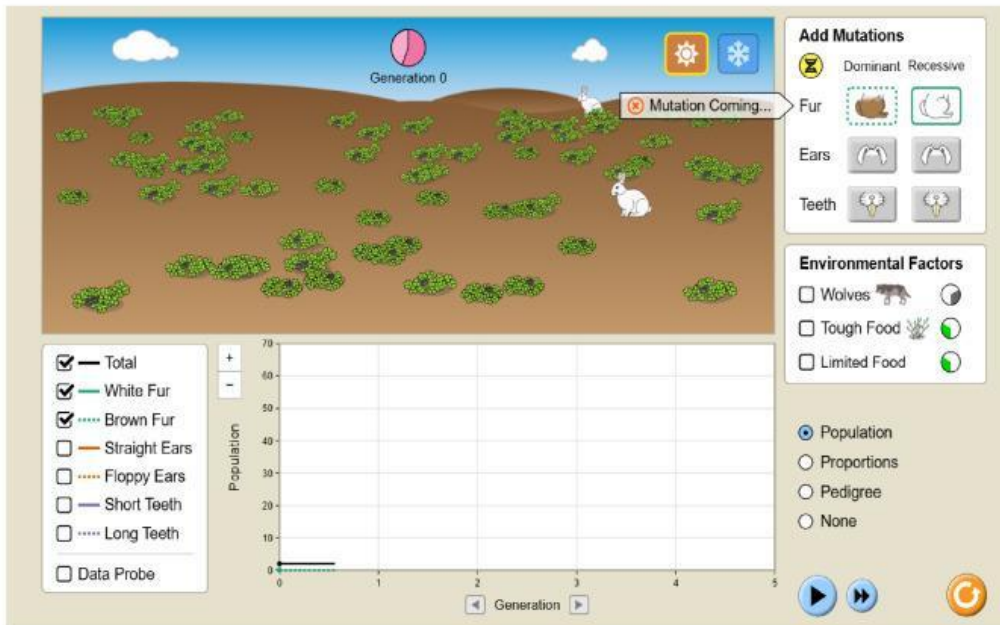 Generation 0
Mutation Coming...
Add Mutations
Dominant Recessive
Fur
Ears
Teeth
Environmental Factors
Wolves
Tough Food
Limited Food
Total
White Fur
Brown Fur
Straight Ears
Floppy Ears
Short Teeth
Long Teeth
Data Probe
+
−
Population
70
60
50
40
30
20
10
0
0 1 2 3 4 5
Generation
Population
Proportions
Pedigree
None